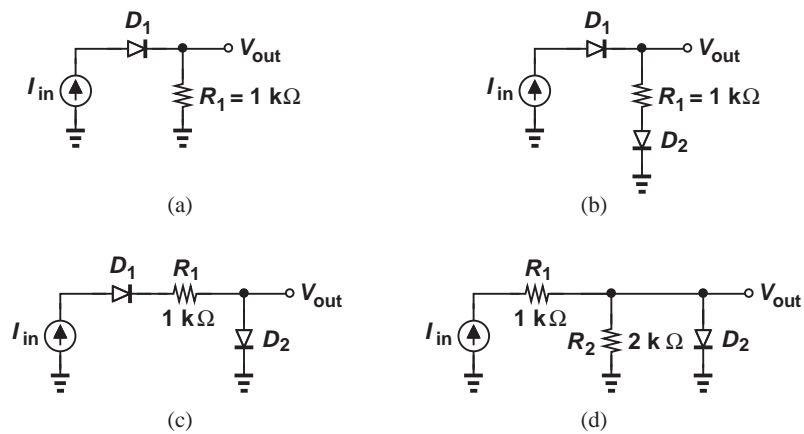 D1
Vout
Iin
R1 = 1 kΩ
(a)
D1
Vout
Iin
R1 = 1 kΩ
D2
(b)
D1
R1
Vout
1 kΩ
Iin
D2
(c)
R1
Vout
1 kΩ
Iin
R2
2 kΩ
D2
(d)